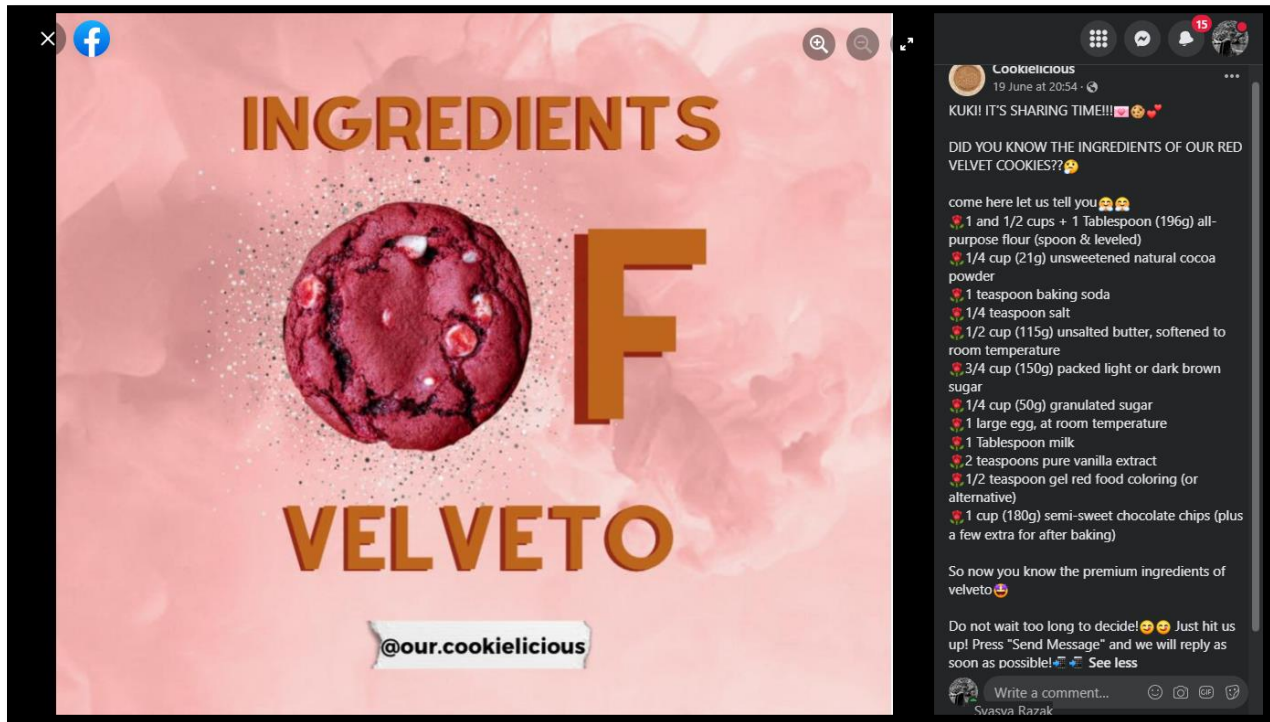 INGREDIENTS
OF
VELVETO
@our.cookielicious
15
Cookielicious
19 June at 20:54
KUKI! IT'S SHARING TIME!!!💌🍪💕
DID YOU KNOW THE INGREDIENTS OF OUR RED
VELVET COOKIES??🤔
come here let us tell you🤗🤗
🌹1 and 1/2 cups + 1 Tablespoon (196g) all-
purpose flour (spoon & leveled)
🌹1/4 cup (21g) unsweetened natural cocoa
powder
🌹1 teaspoon baking soda
🌹1/4 teaspoon salt
🌹1/2 cup (115g) unsalted butter, softened to
room temperature
🌹3/4 cup (150g) packed light or dark brown
sugar
🌹1/4 cup (50g) granulated sugar
🌹1 large egg, at room temperature
🌹1 Tablespoon milk
🌹2 teaspoons pure vanilla extract
🌹1/2 teaspoon gel red food coloring (or
alternative)
🌹1 cup (180g) semi-sweet chocolate chips (plus
a few extra for after baking)
So now you know the premium ingredients of
velveto🤩
Do not wait too long to decide!😋😋 Just hit us
up! Press "Send Message" and we will reply as
soon as possible!📲📲 See less
Write a comment...
GIF
Syasya Razak